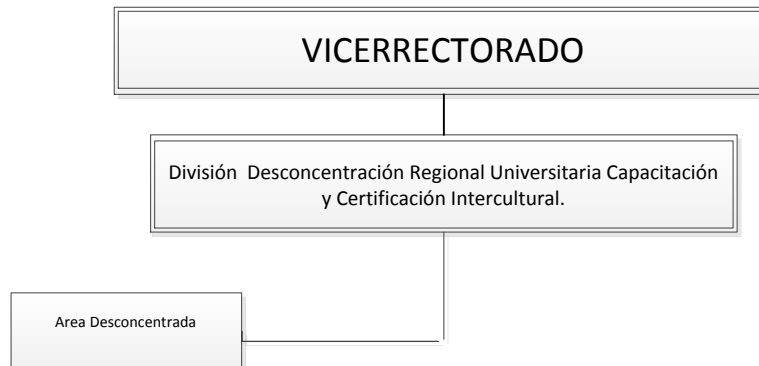 VICERRECTORADO
División  Desconcentración Regional Universitaria Capacitación
y Certificación Intercultural.
Area Desconcentrada